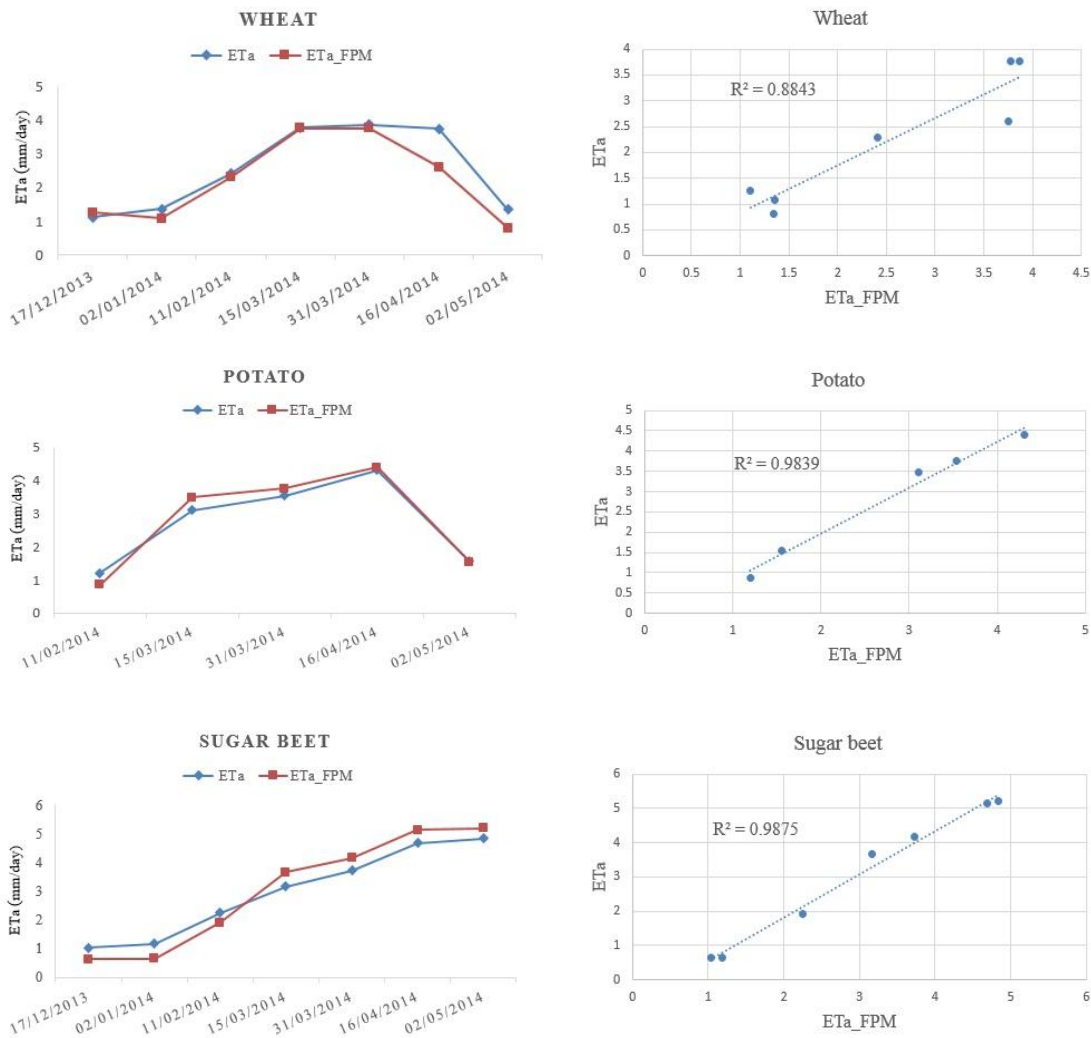 WHEAT
ETa ETa_FPM
ETa (mm/day)
5
4
3
2
1
0
17/12/2013 02/01/2014 11/02/2014 15/03/2014 31/03/2014 16/04/2014 02/05/2014
Wheat
R² = 0.8843
ETa
4
3.5
3
2.5
2
1.5
1
0.5
0
0 0.5 1 1.5 2 2.5 3 3.5 4 4.5
ETa_FPM
POTATO
ETa ETa_FPM
ETa (mm/day)
5
4
3
2
1
0
11/02/2014 15/03/2014 31/03/2014 16/04/2014 02/05/2014
Potato
R² = 0.9839
ETa
5
4.5
4
3.5
3
2.5
2
1.5
1
0.5
0
0 1 2 3 4 5
ETa_FPM
SUGAR BEET
ETa ETa_FPM
ETa (mm/day)
6
5
4
3
2
1
0
17/12/2013 02/01/2014 11/02/2014 15/03/2014 31/03/2014 16/04/2014 02/05/2014
Sugar beet
R² = 0.9875
ETa
6
5
4
3
2
1
0
0 1 2 3 4 5 6
ETa_FPM